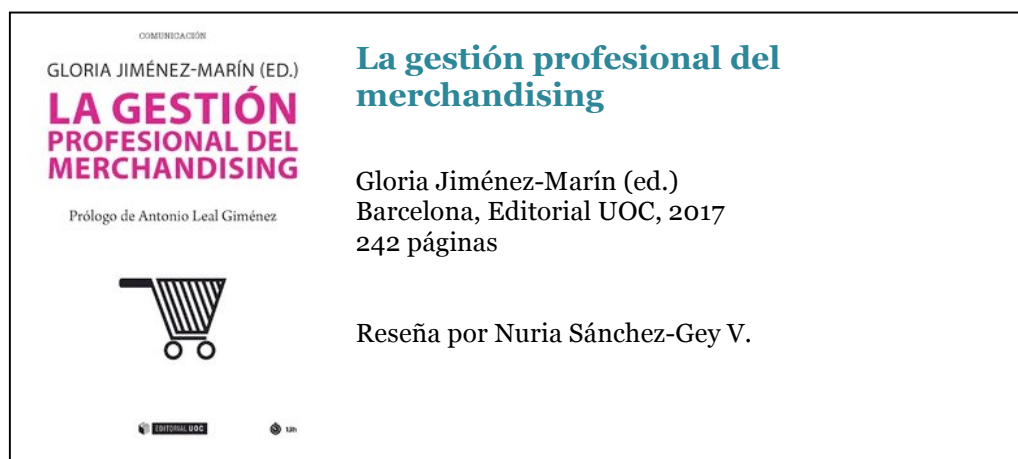 COMUNICACIÓN
GLORIA JIMÉNEZ-MARÍN (ED.)
LA GESTIÓN
PROFESIONAL DEL
MERCHANDISING
Prólogo de Antonio Leal Giménez
EDITORIAL UOC
La gestión profesional del
merchandising
Gloria Jiménez-Marín (ed.)
Barcelona, Editorial UOC, 2017
242 páginas
Reseña por Nuria Sánchez-Gey V.